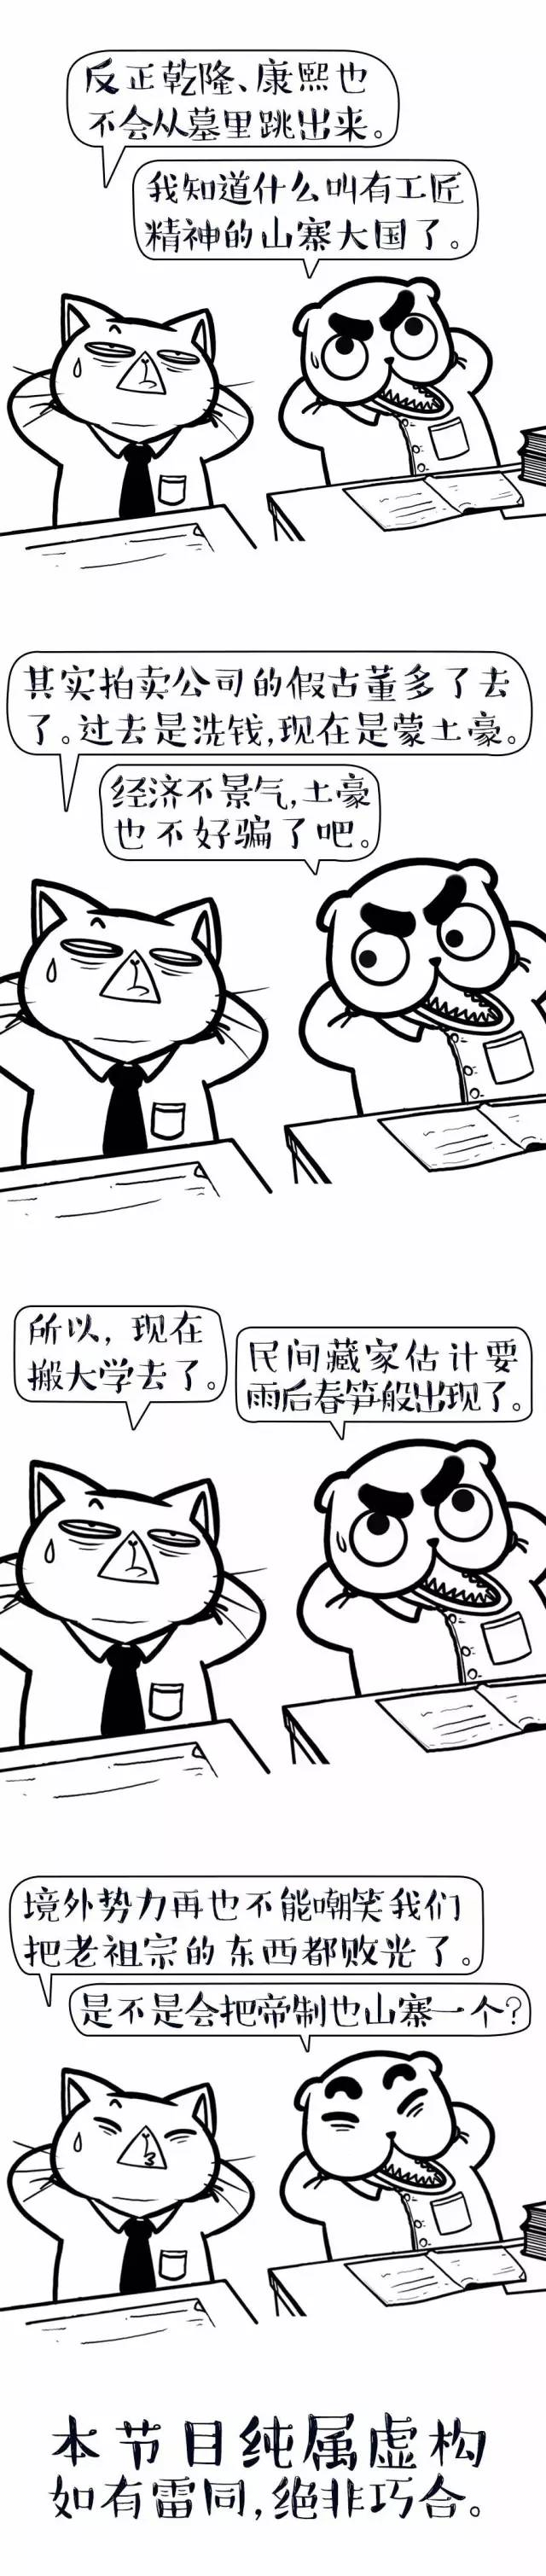 反正乾隆、康熙也
不会从墓里跳出来。
我知道什么叫有工匠
精神的山寨大国了。
其实拍卖公司的假古董多了去
了。过去是洗钱,现在是蒙土豪。
经济不景气,土豪
也不好骗了吧。
所以,现在
搬大学去了。
民间藏家估计要
雨后春笋般出现了。
境外势力再也不能嘲笑我们
把老祖宗的东西都败光了。
是不是会把帝制也山寨一个?
本节目纯属虚构
如有雷同,绝非巧合。